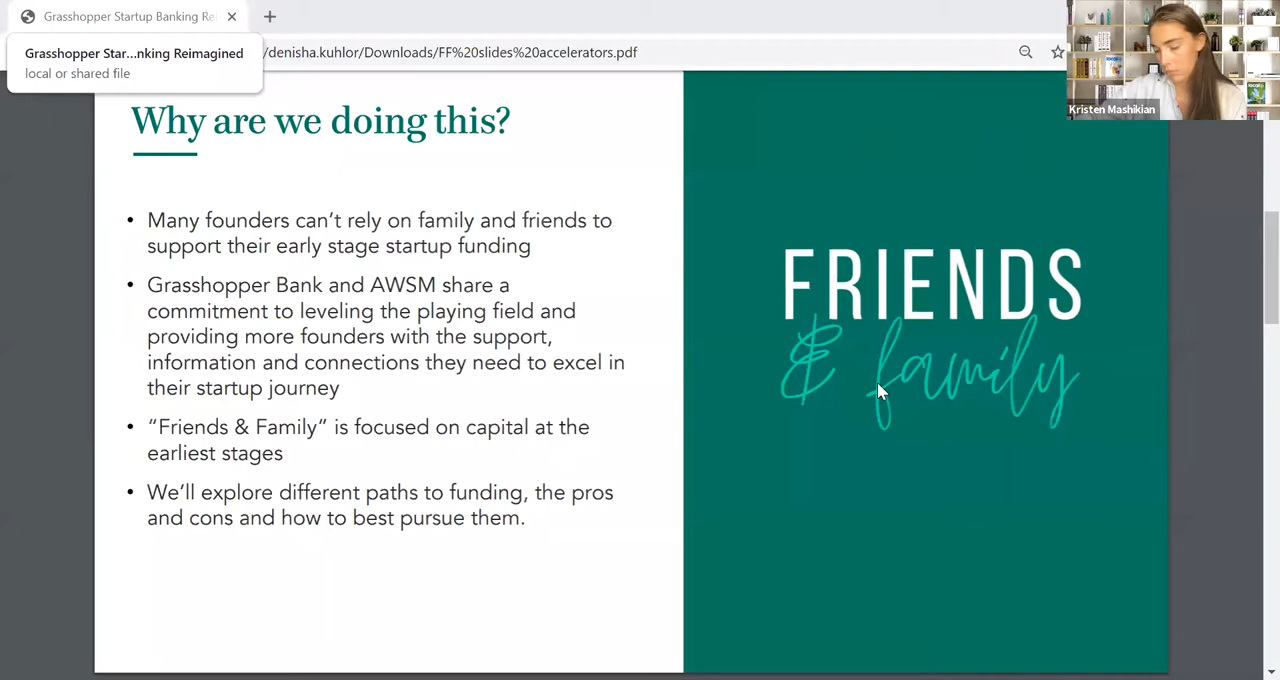 Grasshopper Startup Banking Re
Grasshopper Star...nking Reimagined
local or shared file
/denisha.kuhlor/Downloads/FF%20slides%20accelerators.pdf
Kristen Mashikian
Why are we doing this?
• Many founders can't rely on family and friends to
support their early stage startup funding
• Grasshopper Bank and AWSM share a
commitment to leveling the playing field and
providing more founders with the support,
information and connections they need to excel in
their startup journey
• “Friends & Family” is focused on capital at the
earliest stages
• We'll explore different paths to funding, the pros
and cons and how to best pursue them.
FRIENDS
& family